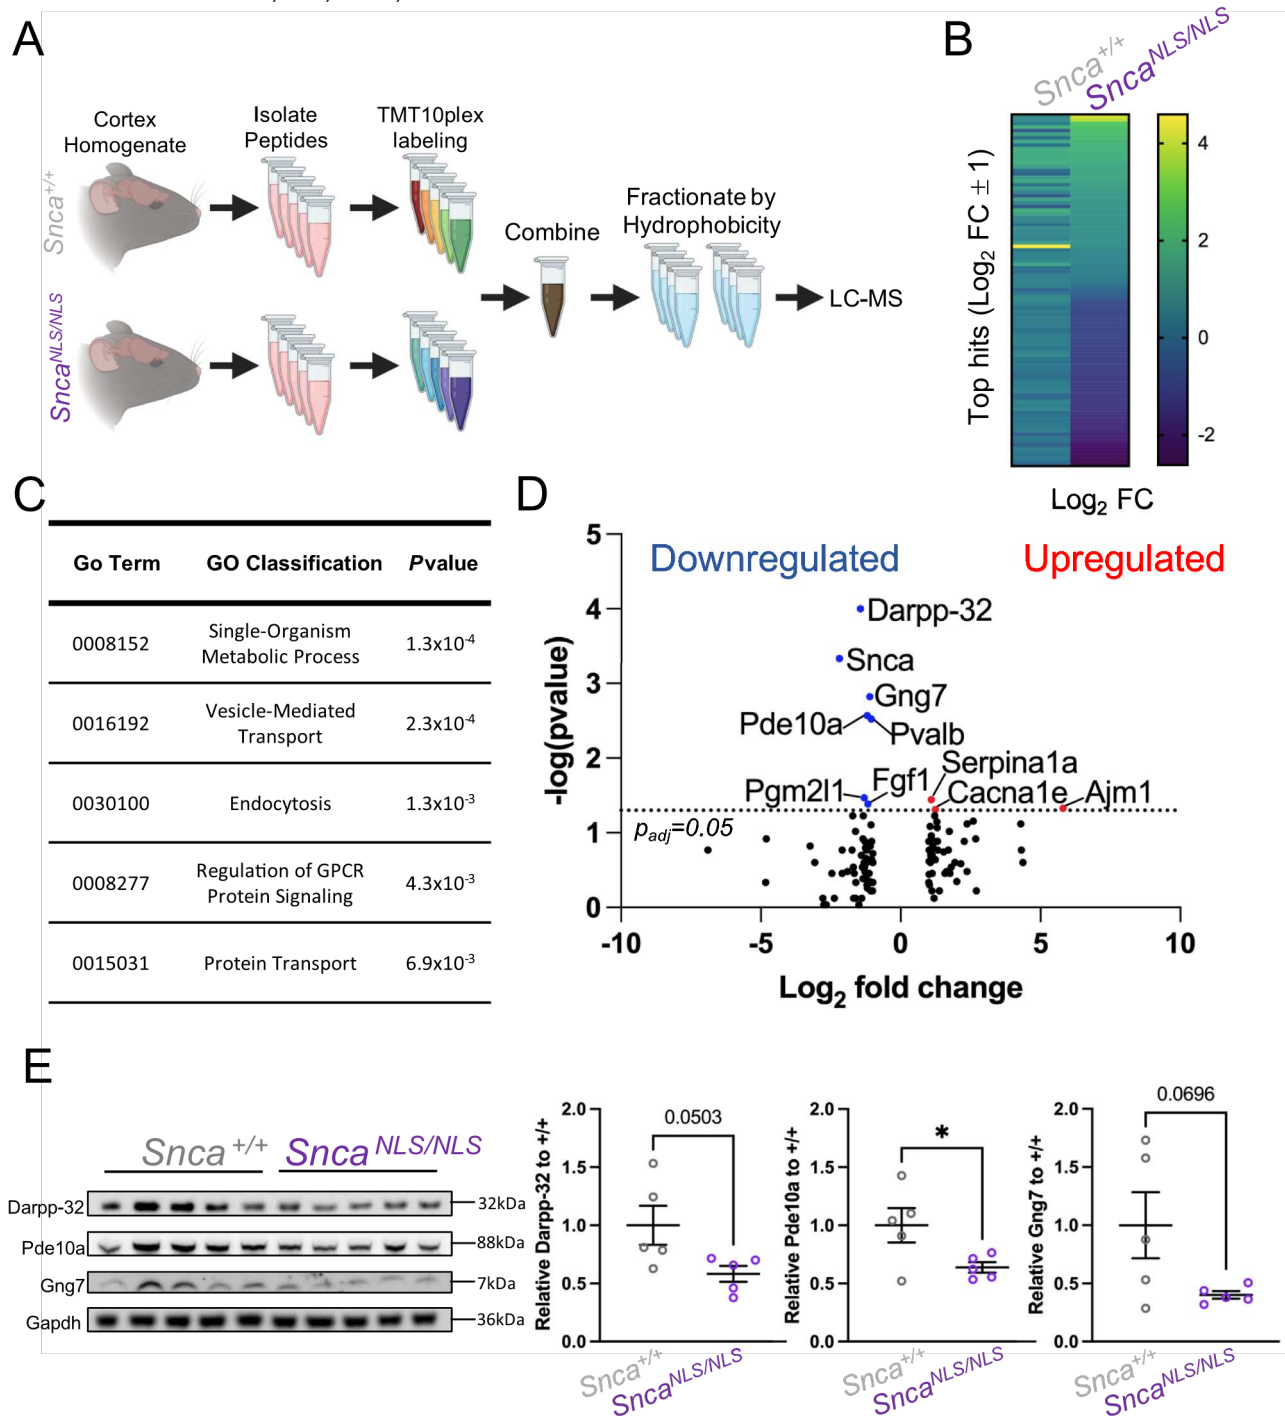 A
Cortex
Homogenate
Isolate
Peptides
TMT10plex
labeling
Snca+/+
SncaNLS/NLS
Combine
Fractionate by
Hydrophobicity
LC-MS
B
Snca+/+
SncaNLS/NLS
Top hits (Log2 FC ± 1)
4
2
0
-2
Log2 FC
C
Go Term GO Classification Pvalue
0008152 Single-Organism Metabolic Process 1.3x10-4
0016192 Vesicle-Mediated Transport 2.3x10-4
0030100 Endocytosis 1.3x10-3
0008277 Regulation of GPCR Protein Signaling 4.3x10-3
0015031 Protein Transport 6.9x10-3
D
Downregulated
Upregulated
-log(pvalue)
5
4
3
2
1
0
Darpp-32
Snca
Gng7
Pde10a
Pvalb
Serpina1a
Pgm2l1
Fgf1
Cacna1e
Ajm1
padj=0.05
-10 -5 0 5 10
Log2 fold change
E
Snca +/+
Snca NLS/NLS
Darpp-32 32kDa
Pde10a 88kDa
Gng7 7kDa
Gapdh 36kDa
Relative Darpp-32 to +/+
2.0
1.5
1.0
0.5
0.0
0.0503
Snca+/+
SncaNLS/NLS
Relative Pde10a to +/+
2.0
1.5
1.0
0.5
0.0
*
Snca+/+
SncaNLS/NLS
Relative Gng7 to +/+
2.0
1.5
1.0
0.5
0.0
0.0696
Snca+/+
SncaNLS/NLS